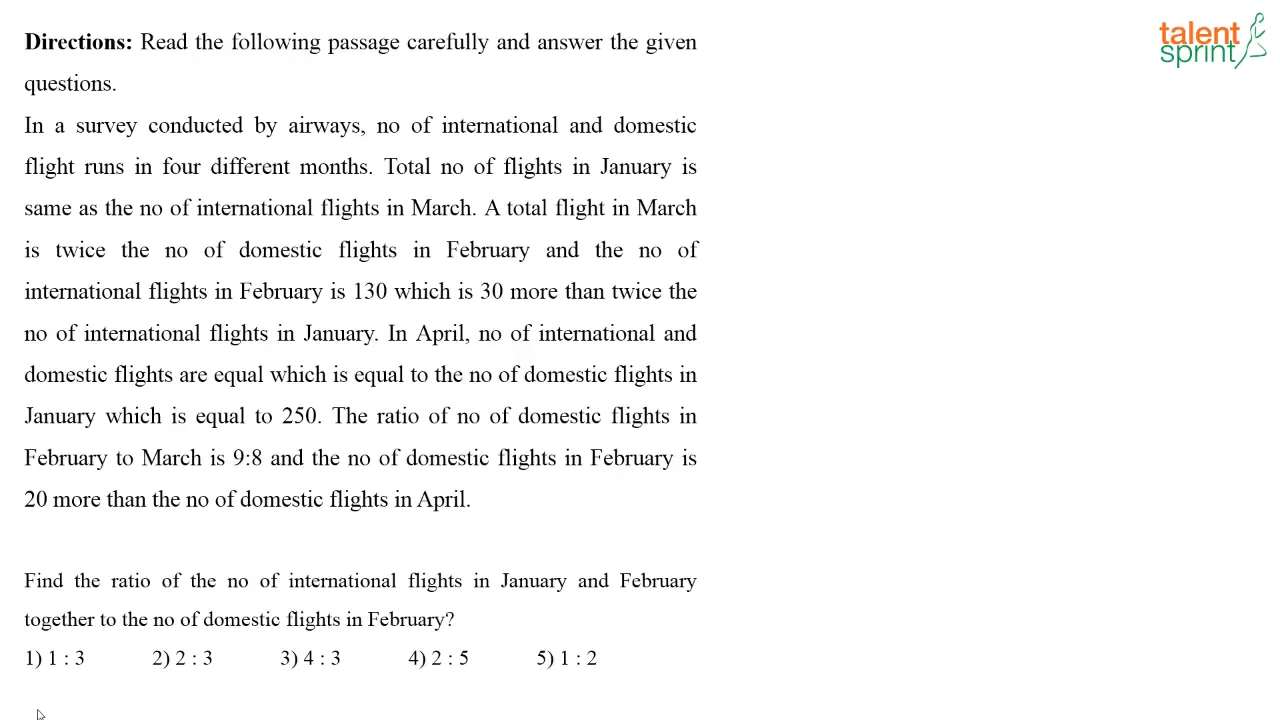 talent
sprint
Directions: Read the following passage carefully and answer the given
questions.
In a survey conducted by airways, no of international and domestic
flight runs in four different months. Total no of flights in January is
same as the no of international flights in March. A total flight in March
is twice the no of domestic flights in February and the no of
international flights in February is 130 which is 30 more than twice the
no of international flights in January. In April, no of international and
domestic flights are equal which is equal to the no of domestic flights in
January which is equal to 250. The ratio of no of domestic flights in
February to March is 9:8 and the no of domestic flights in February is
20 more than the no of domestic flights in April.
Find the ratio of the no of international flights in January and February
together to the no of domestic flights in February?
1) 1 : 3 2) 2 : 3 3) 4 : 3 4) 2 : 5 5) 1 : 2